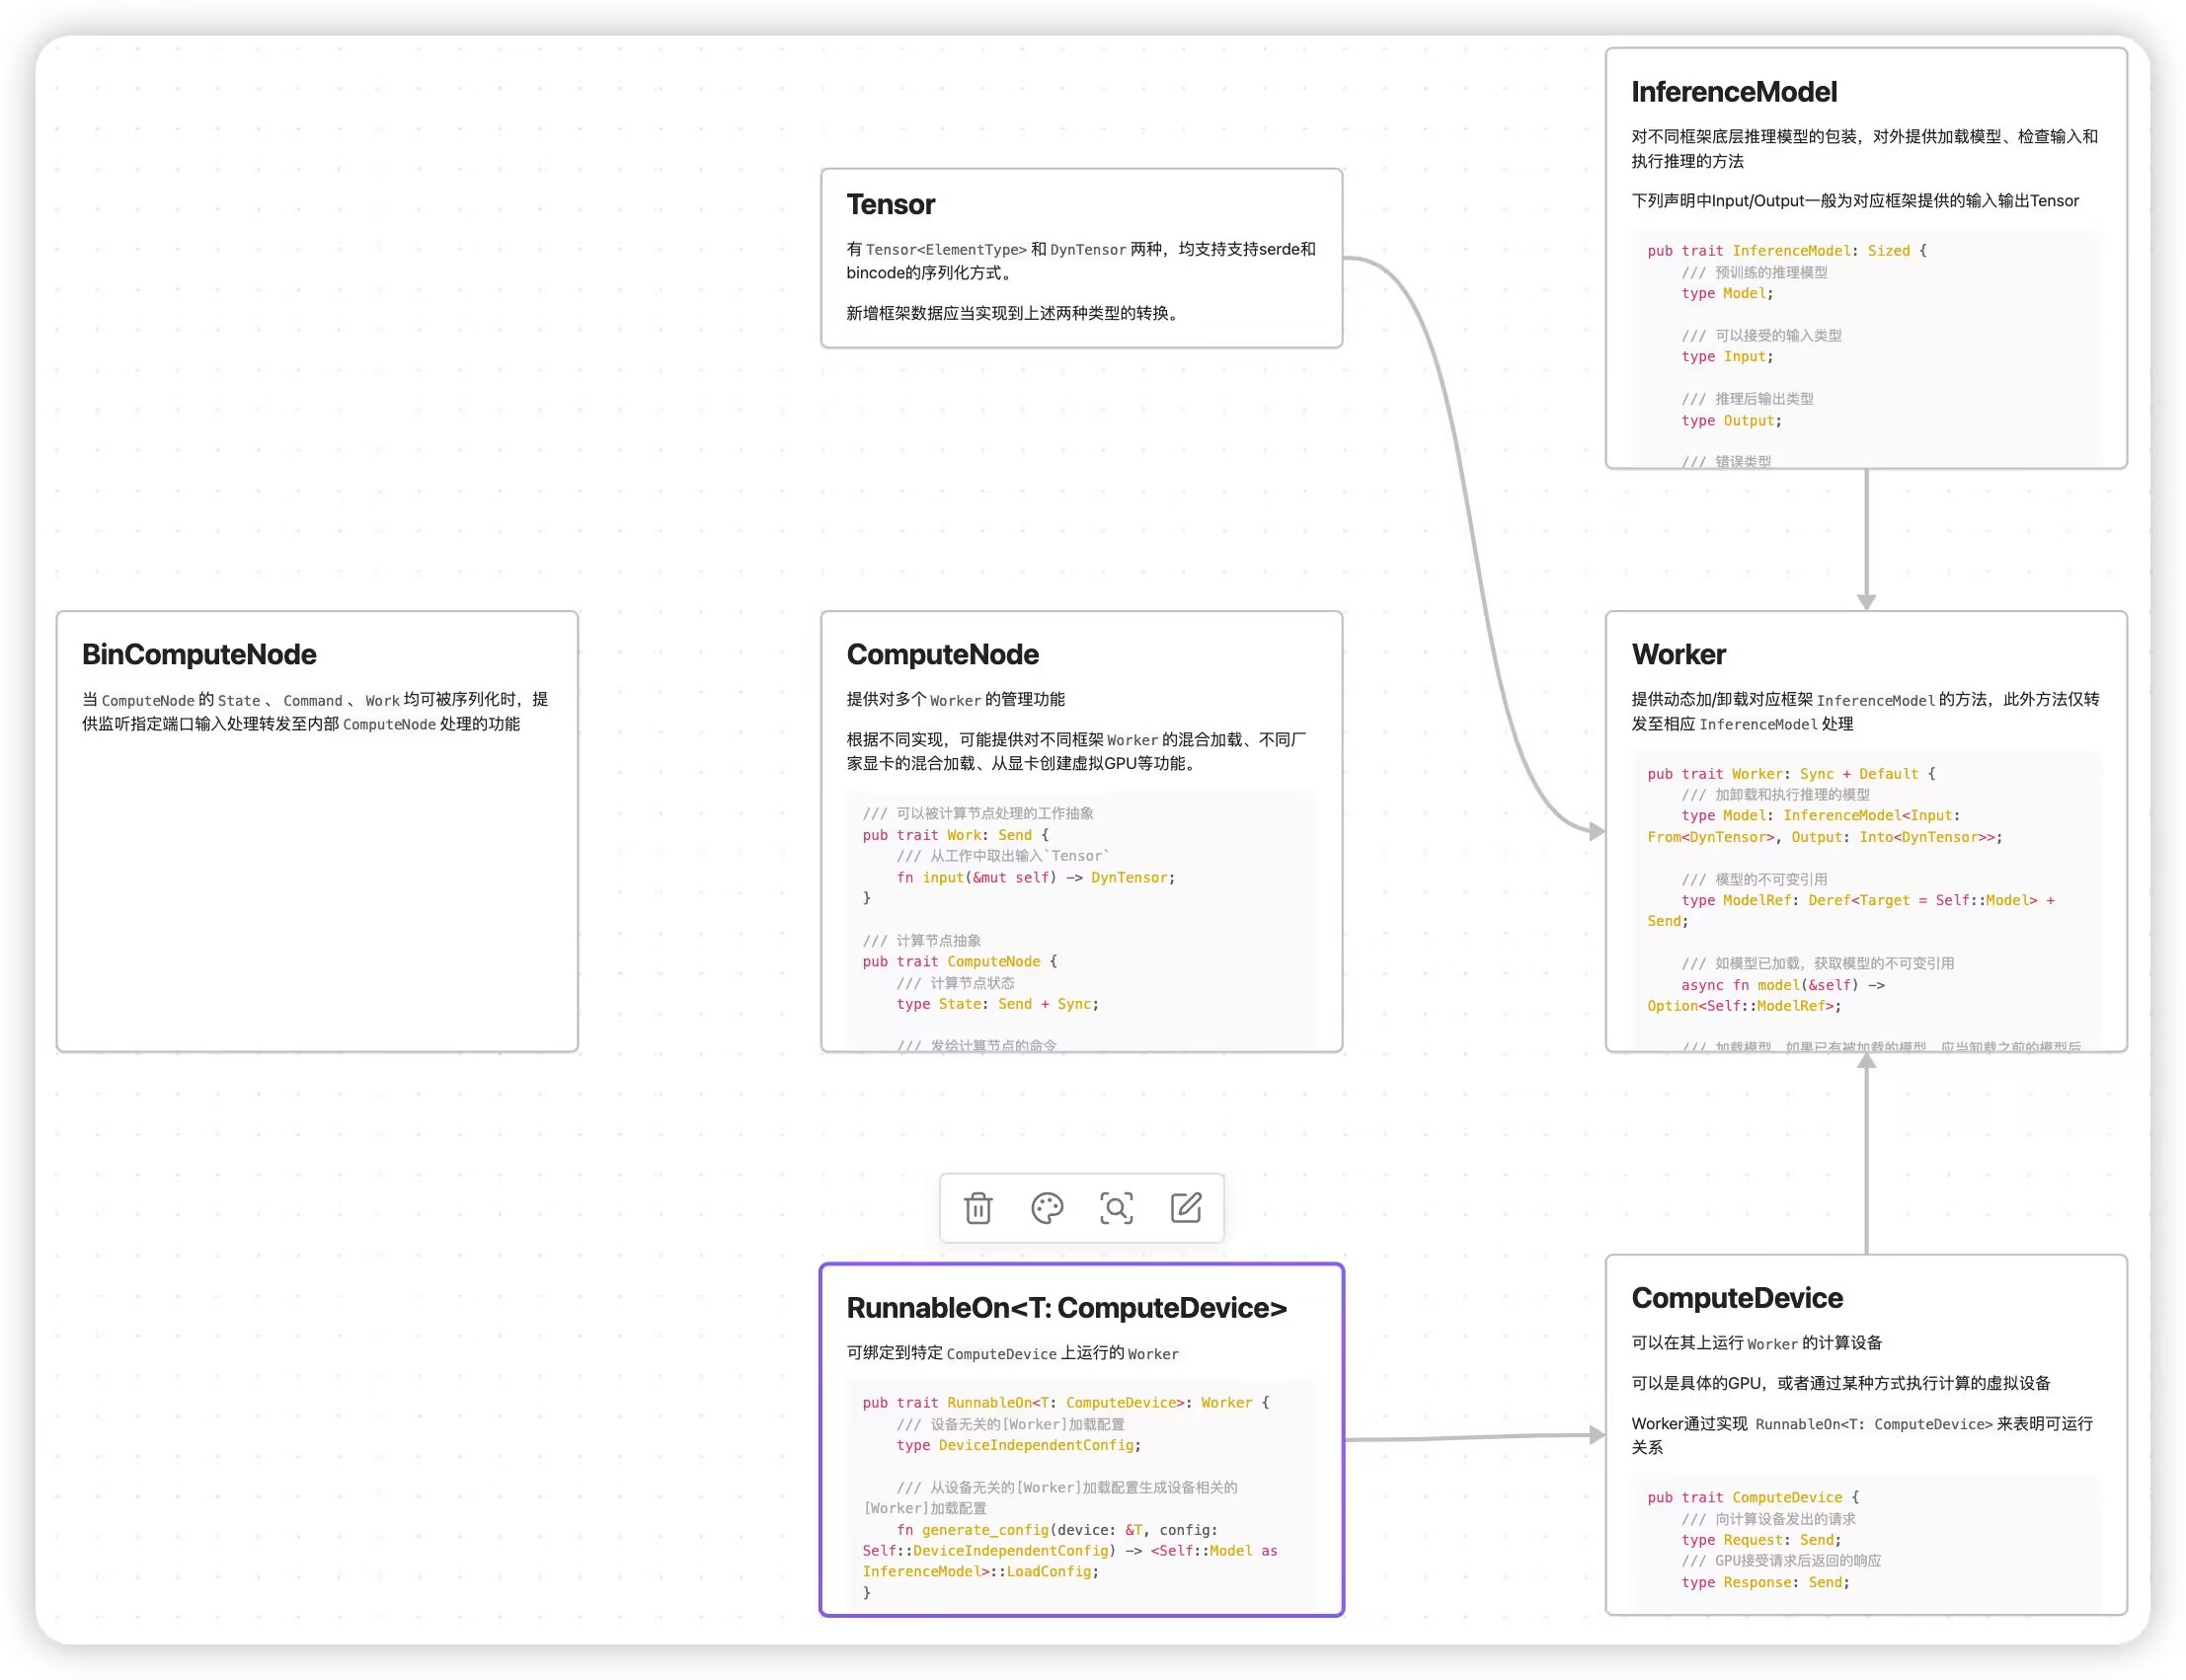 InferenceModel
对不同框架底层推理模型的包装，对外提供加载模型、检查输入和
执行推理的方法
下列声明中Input/Output一般为对应框架提供的输入输出Tensor
pub trait InferenceModel: Sized {
/// 预训练的推理模型
type Model;
/// 可以接受的输入类型
type Input;
/// 推理后输出类型
type Output;
/// 错误类型
Tensor
有 Tensor<ElementType> 和 DynTensor 两种，均支持支持serde和
bincode的序列化方式。
新增框架数据应当实现到上述两种类型的转换。
BinComputeNode
当 ComputeNode 的 State 、 Command 、 Work 均可被序列化时，提
供监听指定端口输入处理转发至内部 ComputeNode 处理的功能
ComputeNode
提供对多个 Worker 的管理功能
根据不同实现，可能提供对不同框架 Worker 的混合加载、不同厂
家显卡的混合加载、从显卡创建虚拟GPU等功能。
/// 可以被计算节点处理的工作抽象
pub trait Work: Send {
/// 从工作中取出输入`Tensor`
fn input(&mut self) -> DynTensor;
}
/// 计算节点抽象
pub trait ComputeNode {
/// 计算节点状态
type State: Send + Sync;
/// 发给计算节点的命令
Worker
提供动态加/卸载对应框架 InferenceModel 的方法，此外方法仅转
发至相应 InferenceModel 处理
pub trait Worker: Sync + Default {
/// 加卸载和执行推理的模型
type Model: InferenceModel<Input:
From<DynTensor>, Output: Into<DynTensor>>;
/// 模型的不可变引用
type ModelRef: Deref<Target = Self::Model> +
Send;
/// 如模型已加载，获取模型的不可变引用
async fn model(&self) ->
Option<Self::ModelRef>;
/// 加载模型，如果已有被加载的模型，应当卸载之前的模型后
RunnableOn<T: ComputeDevice>
可绑定到特定 ComputeDevice 上运行的 Worker
pub trait RunnableOn<T: ComputeDevice>: Worker {
/// 设备无关的[Worker]加载配置
type DeviceIndependentConfig;
/// 从设备无关的[Worker]加载配置生成设备相关的
[Worker]加载配置
fn generate_config(device: &T, config:
Self::DeviceIndependentConfig) -> <Self::Model as
InferenceModel>::LoadConfig;
}
ComputeDevice
可以在其上运行 Worker 的计算设备
可以是具体的GPU，或者通过某种方式执行计算的虚拟设备
Worker通过实现 RunnableOn<T: ComputeDevice> 来表明可运行
关系
pub trait ComputeDevice {
/// 向计算设备发出的请求
type Request: Send;
/// GPU接受请求后返回的响应
type Response: Send;